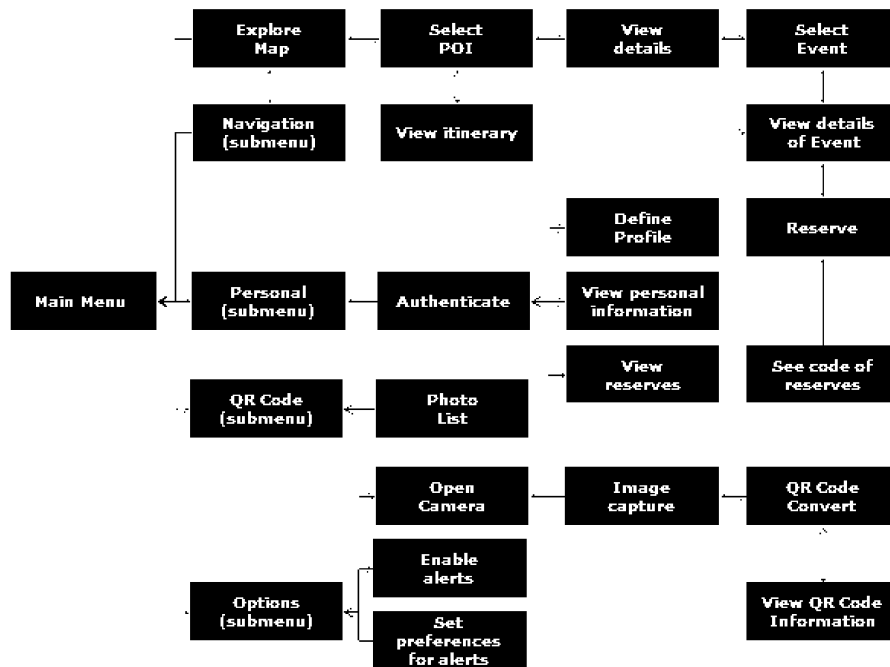 Explore
Map
Select
POI
View
details
Select
Event
Navigation
(submenu)
View itinerary
View details
of Event
Define
Profile
Reserve
Main Menu
Personal
(submenu)
Authenticate
View personal
information
View
reserves
See code of
reserves
QR Code
(submenu)
Photo
List
Open
Camera
Image
capture
QR Code
Convert
Enable
alerts
Options
(submenu)
Set
preferences
for alerts
View QR Code
Information